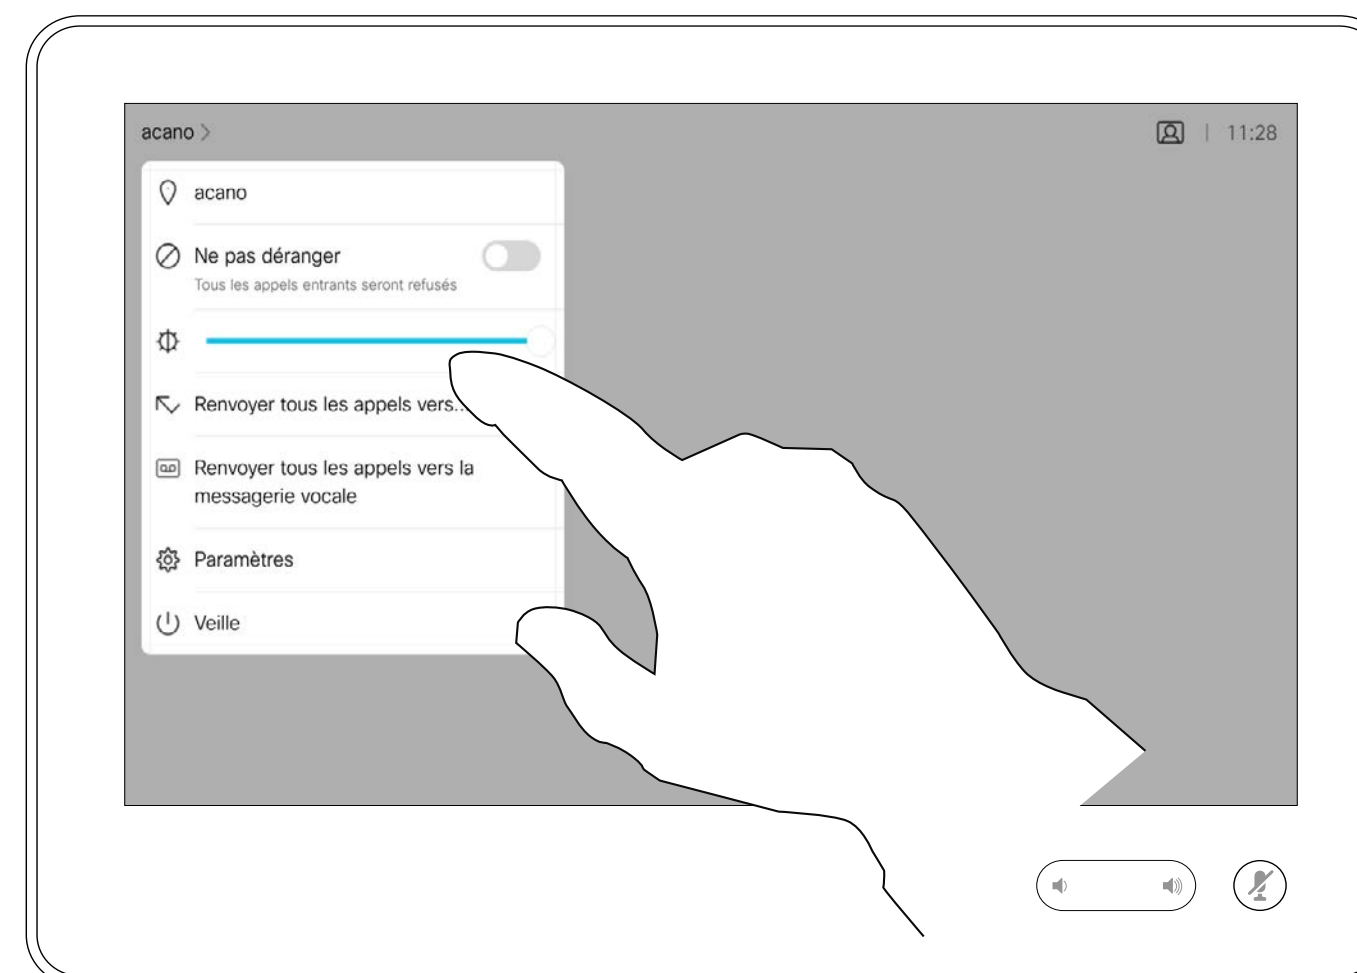 acano >
11:28
acano
Ne pas déranger
Tous les appels entrants seront refusés
Renvoyer tous les appels vers...
Renvoyer tous les appels vers la
messagerie vocale
Paramètres
Veille